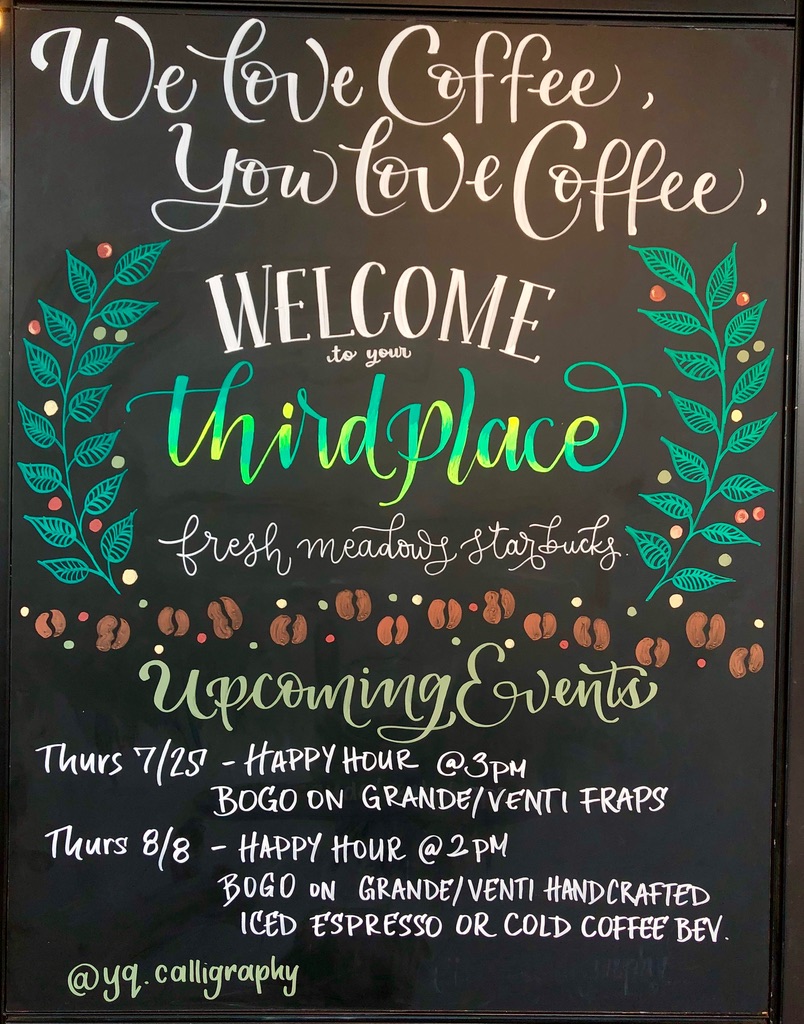 We love Coffee,
You love Coffee,
WELCOME
to your
third place
fresh meadows starbucks.
Upcoming Events
Thurs 7/25 - HAPPY HOUR @3PM
BOGO ON GRANDE/VENTI FRAPS
Thurs 8/8 - HAPPY HOUR @2PM
BOGO ON GRANDE/VENTI HANDCRAFTED
ICED ESPRESSO OR COLD COFFEE BEV.
@yq.calligraphy